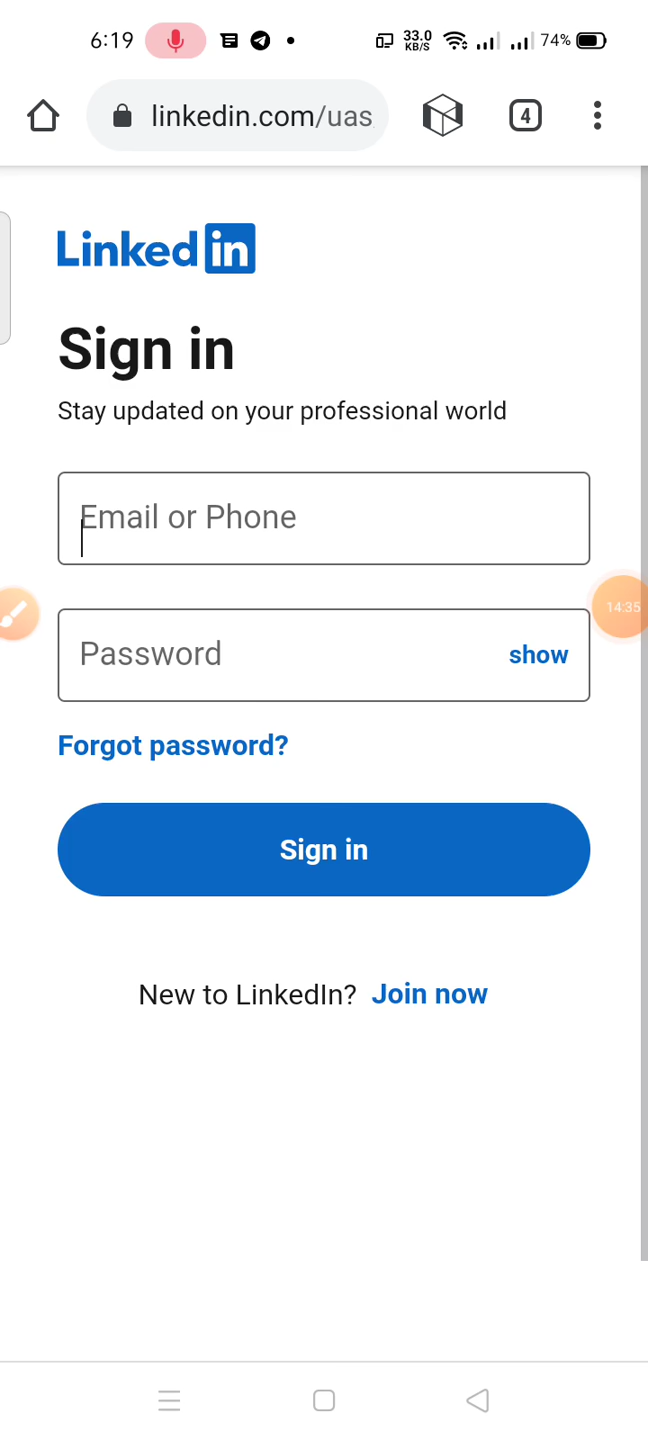 6:19 33.0 KB/S 74%
linkedin.com/uas 4
Linkedin
Sign in
Stay updated on your professional world
Email or Phone
14:35
Password show
Forgot password?
Sign in
New to LinkedIn? Join now